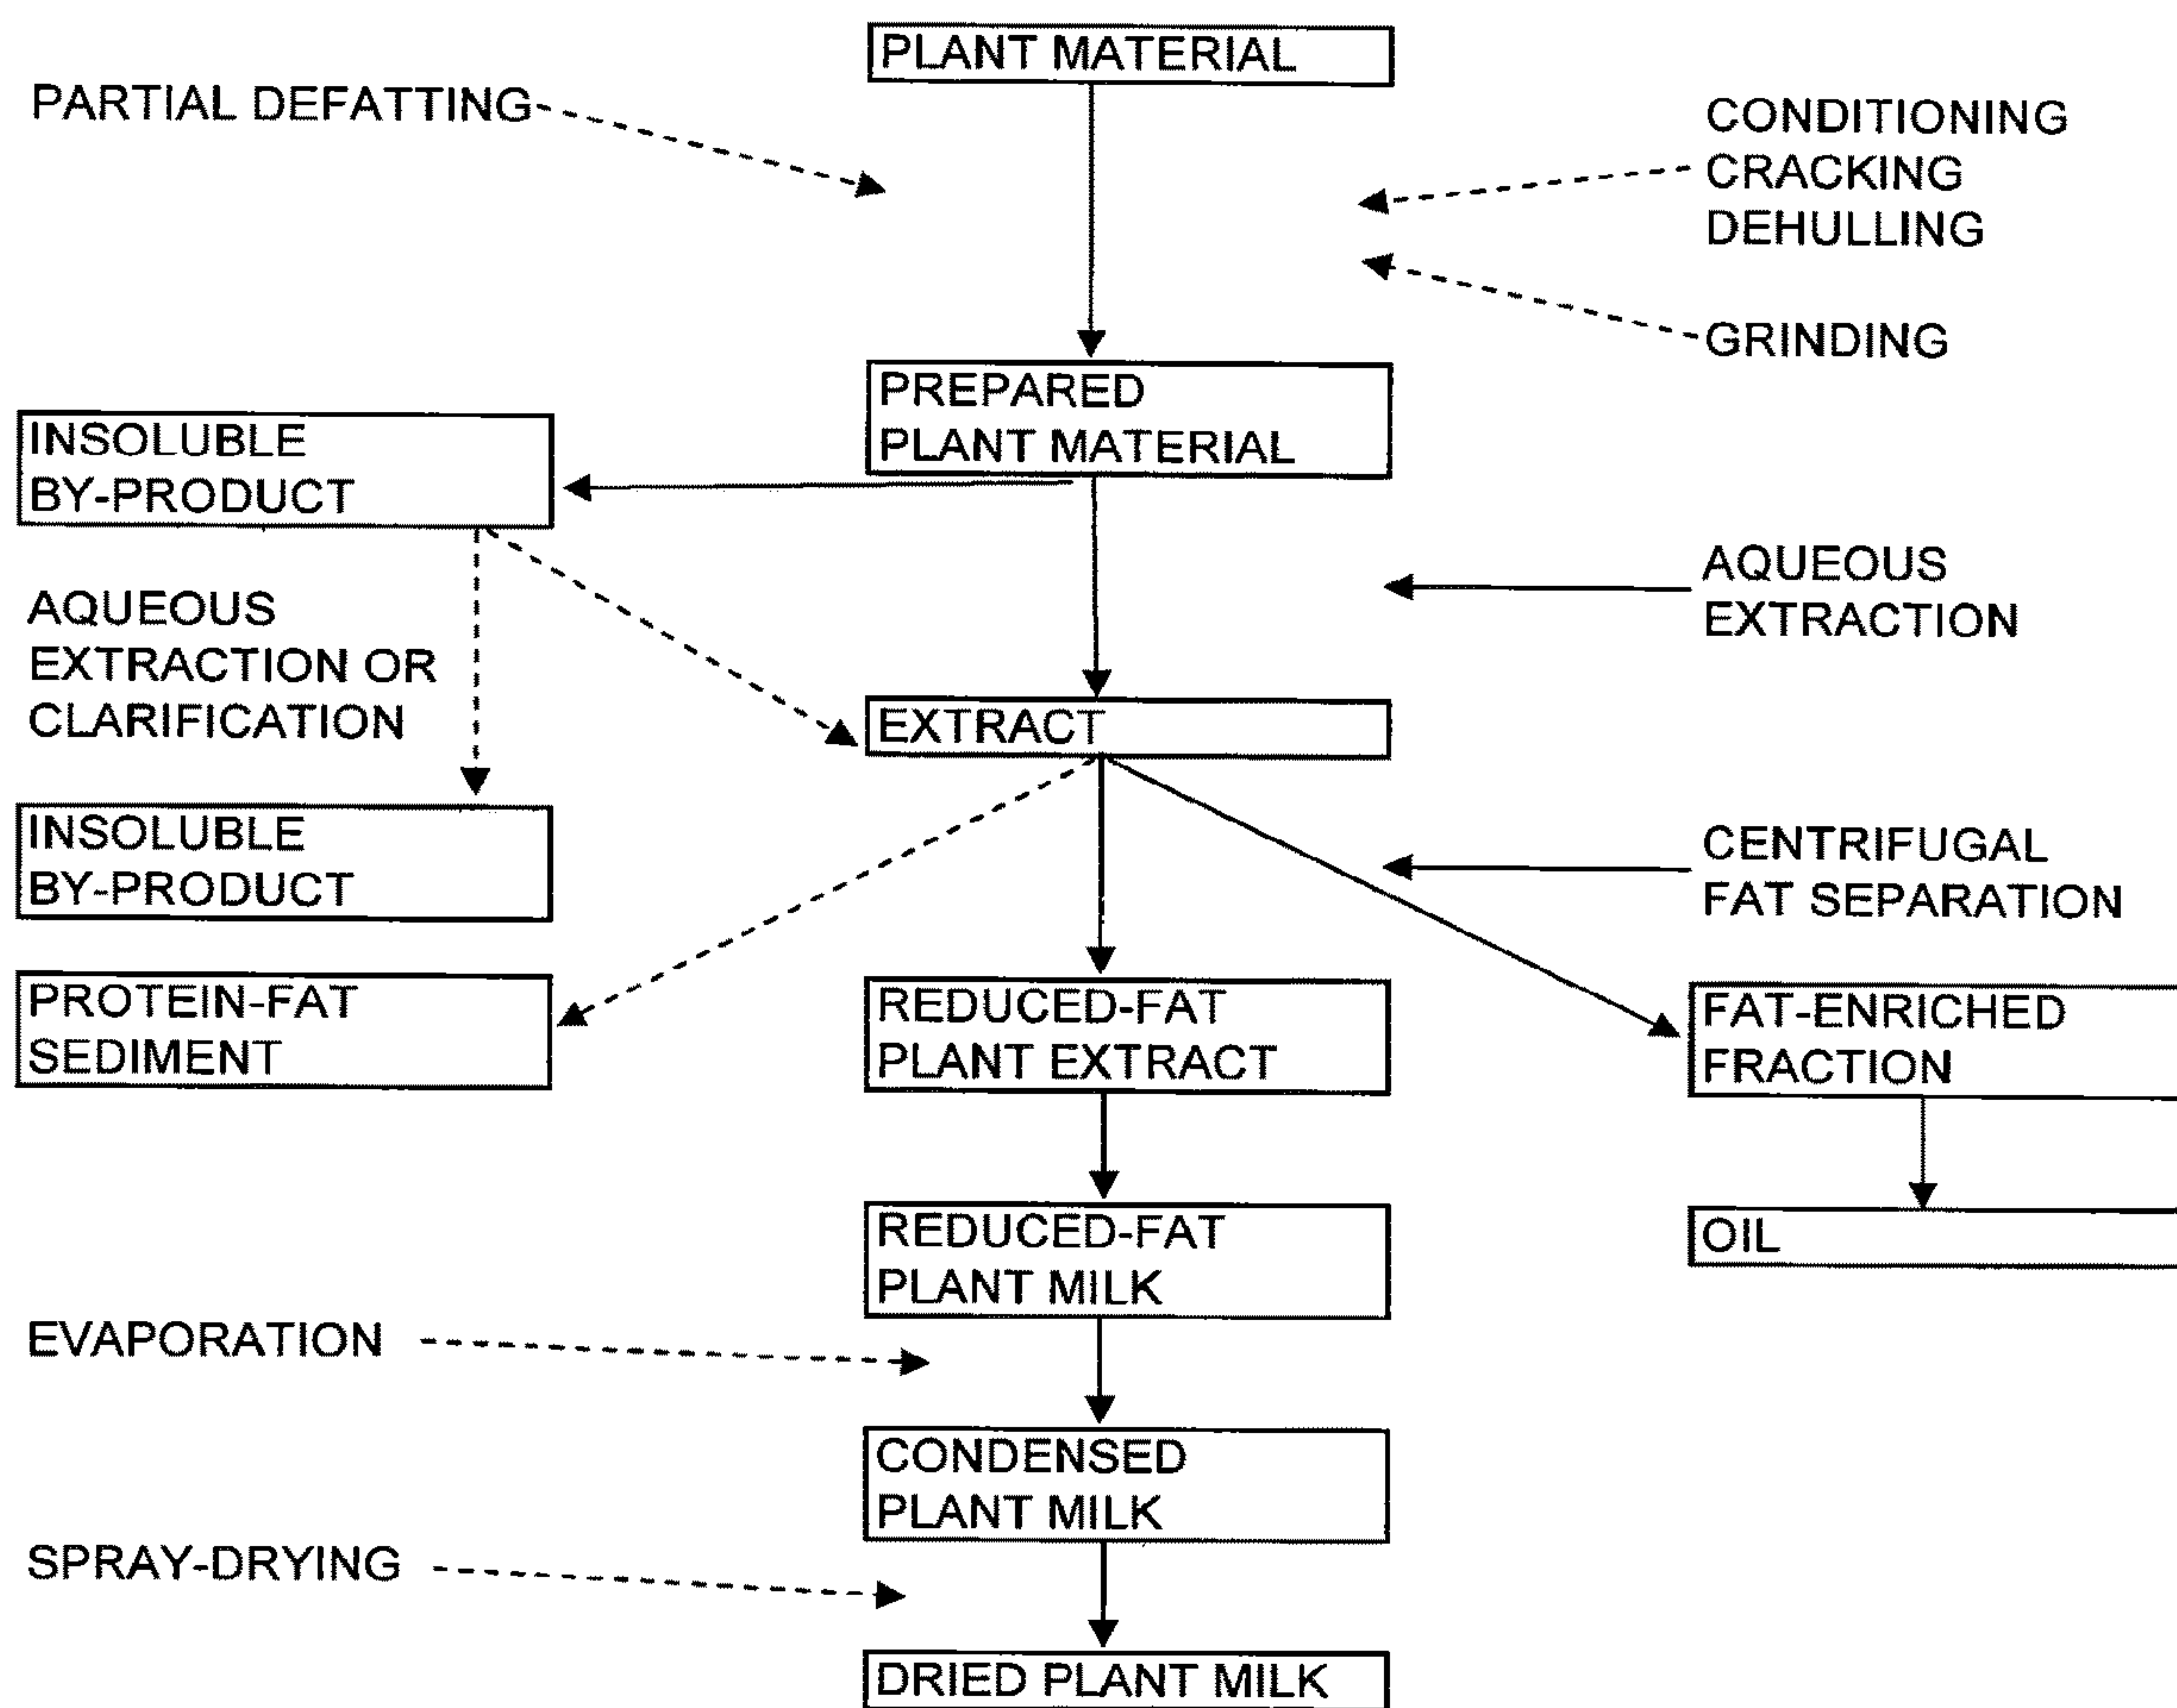 PLANT MATERIAL
PARTIAL DEFATTING
CONDITIONING
CRACKING
DEHULLING
GRINDING
PREPARED
PLANT MATERIAL
INSOLUBLE
BY-PRODUCT
AQUEOUS
EXTRACTION
AQUEOUS
EXTRACTION OR
CLARIFICATION
EXTRACT
INSOLUBLE
BY-PRODUCT
CENTRIFUGAL
FAT SEPARATION
PROTEIN-FAT
SEDIMENT
REDUCED-FAT
PLANT EXTRACT
FAT-ENRICHED
FRACTION
REDUCED-FAT
PLANT MILK
OIL
EVAPORATION
CONDENSED
PLANT MILK
SPRAY-DRYING
DRIED PLANT MILK